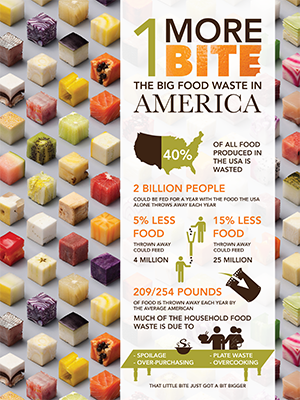 1 MORE
BITE
THE BIG FOOD WASTE IN
AMERICA
40%
OF ALL FOOD
PRODUCED IN
THE USA IS
WASTED
2 BILLION PEOPLE
COULD BE FED FOR A YEAR WITH THE FOOD THE USA
ALONE THROWS AWAY EACH YEAR
5% LESS
FOOD
THROWN AWAY
COULD FEED
4 MILLION
15% LESS
FOOD
THROWN AWAY
COULD FEED
25 MILLION
209/254 POUNDS
OF FOOD IS THROWN AWAY EACH YEAR BY
THE AVERAGE AMERICAN
MUCH OF THE HOUSEHOLD FOOD
WASTE IS DUE TO
- SPOILAGE
- OVER-PURCHASING
- PLATE WASTE
- OVERCOOKING
THAT LITTLE BITE JUST GOT A BIT BIGGER